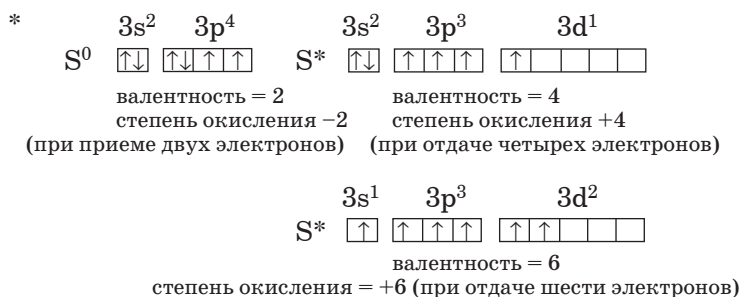 *
3s² 3p⁴ 3s² 3p³ 3d¹
S⁰ ↑↓ ↑↓ ↑ ↑ S* ↑↓ ↑ ↑ ↑ ↑
валентность = 2 валентность = 4
степень окисления –2 степень окисления +4
(при приеме двух электронов) (при отдаче четырех электронов)
3s¹ 3p³ 3d²
S* ↑ ↑ ↑ ↑ ↑ ↑
валентность = 6
степень окисления = +6 (при отдаче шести электронов)